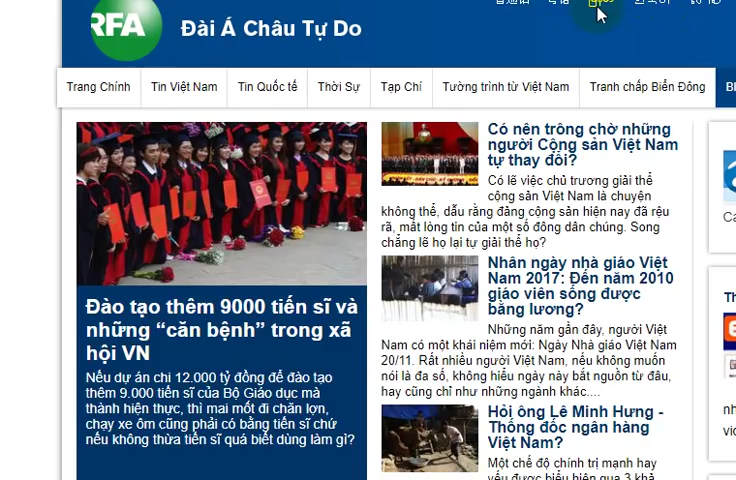 RFA
Đài Á Châu Tự Do
Trang Chính
Tin Việt Nam
Tin Quốc tế
Thời Sự
Tạp Chí
Tường trình từ Việt Nam
Tranh chấp Biển Đông
Đào tạo thêm 9000 tiến sĩ và
những “căn bệnh” trong xã
hội VN
Nếu dự án chi 12.000 tỷ đồng để đào tạo
thêm 9.000 tiến sĩ của Bộ Giáo dục mà
thành hiện thực, thì mai mốt đi chăn lợn,
chạy xe ôm cũng phải có bằng tiến sĩ chứ
nếu không thừa tiến sĩ quá biết dùng làm gì?
Có nên trông chờ những
người Cộng sản Việt Nam
tự thay đổi?
Có lẽ việc chủ trương giải thể
cộng sản Việt Nam là chuyện
không thể, dẫu rằng đảng cộng sản hiện nay đã rệu
rã, mất lòng tin của một số đông dân chúng. Song
chẳng lẽ họ lại tự giải thể họ?
Nhân ngày nhà giáo Việt
Nam 2017: Đến năm 2010
giáo viên sống được
bằng lương?
Những năm gần đây, người Việt
Nam có một khái niệm mới: Ngày Nhà giáo Việt Nam
20/11. Rất nhiều người Việt Nam, nếu không muốn
nói là đa số, không hiểu ngày này bắt nguồn từ đâu,
hay cũng chỉ như những ngành khác....
Hỏi ông Lê Minh Hưng -
Thống đốc ngân hàng
Việt Nam?
Một chế độ chính trị mạnh hay
yếu được biểu hiện qua 3 khả